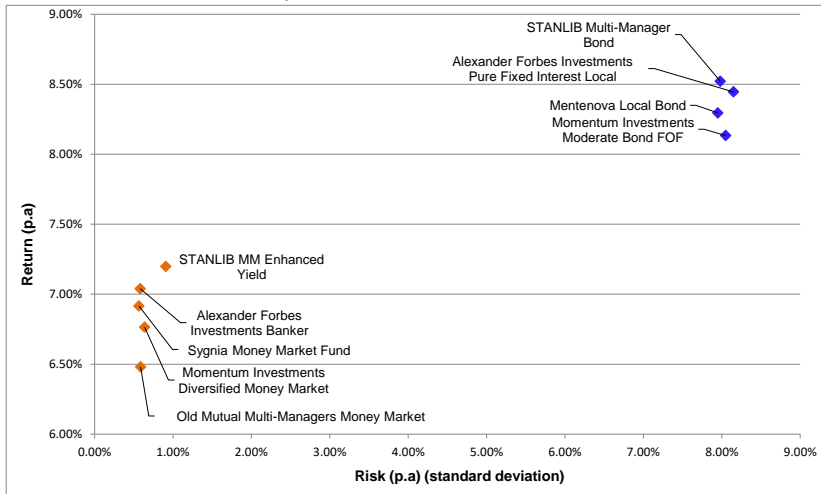 9.00%
8.50%
8.00%
7.50%
7.00%
6.50%
6.00%
Return (p.a)
STANLIB Multi-Manager
Bond
Alexander Forbes Investments
Pure Fixed Interest Local
Mentenova Local Bond
Momentum Investments
Moderate Bond FOF
STANLIB MM Enhanced
Yield
Alexander Forbes
Investments Banker
Sygnia Money Market Fund
Momentum Investments
Diversified Money Market
Old Mutual Multi-Managers Money Market
0.00% 1.00% 2.00% 3.00% 4.00% 5.00% 6.00% 7.00% 8.00% 9.00%
Risk (p.a) (standard deviation)